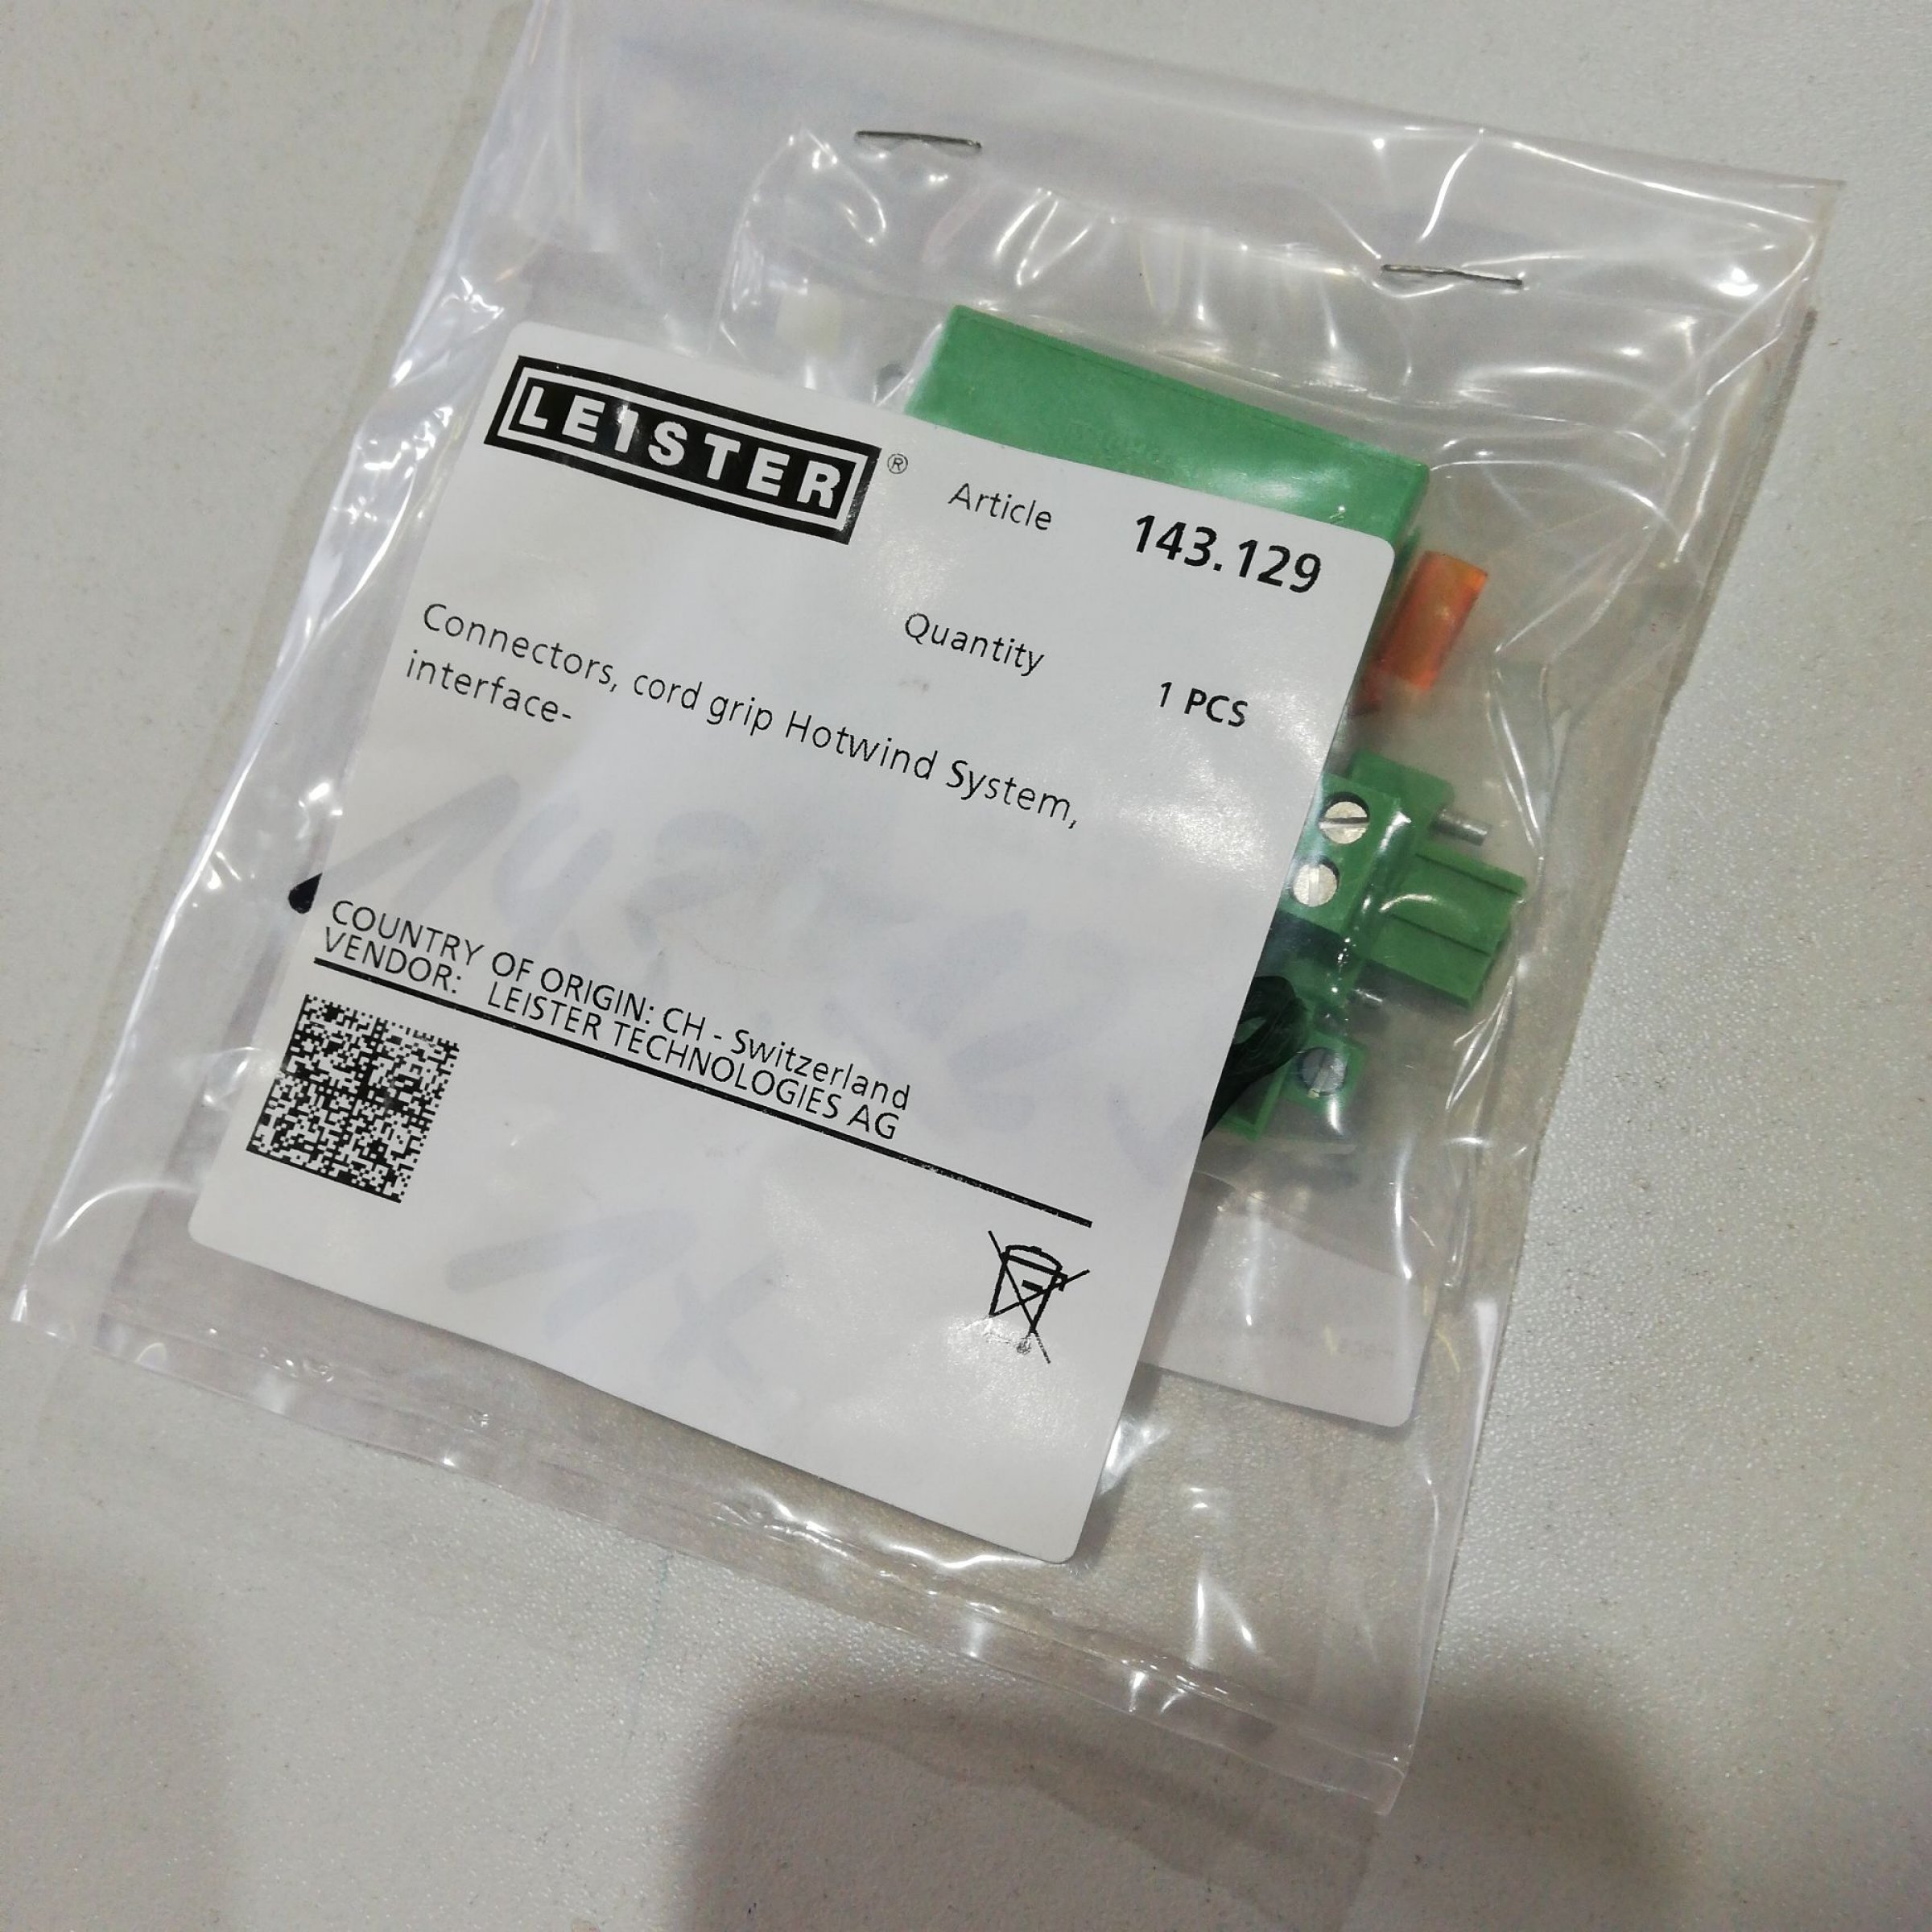 LEISTER ®
Article 143.129
Quantity
1 PCS
Connectors, cord grip Hotwind System,
interface-
COUNTRY OF ORIGIN: CH - Switzerland
VENDOR: LEISTER TECHNOLOGIES AG